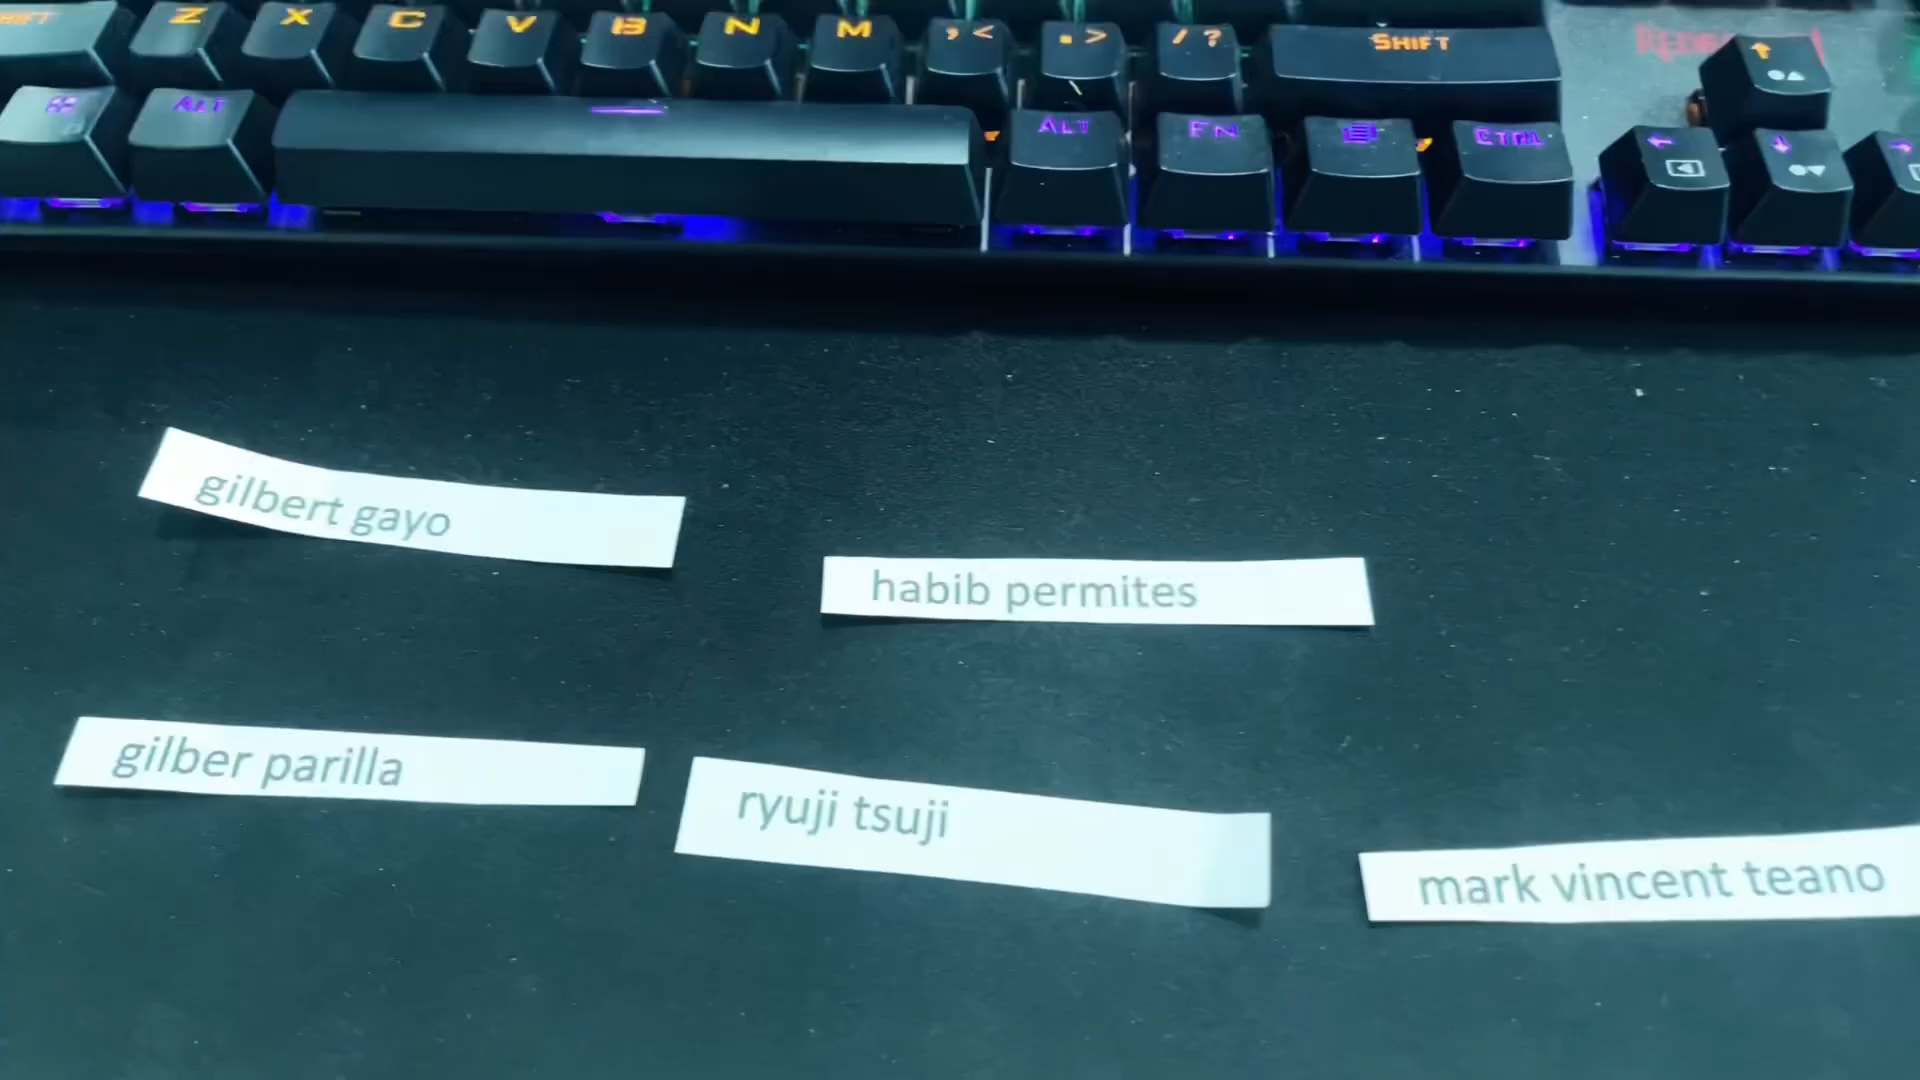 Z X C V B N M , < . > / ? SHIFT
ALT ALT FN CTRL
gilbert gayo
habib permites
gilber parilla
ryuji tsuji
mark vincent teano